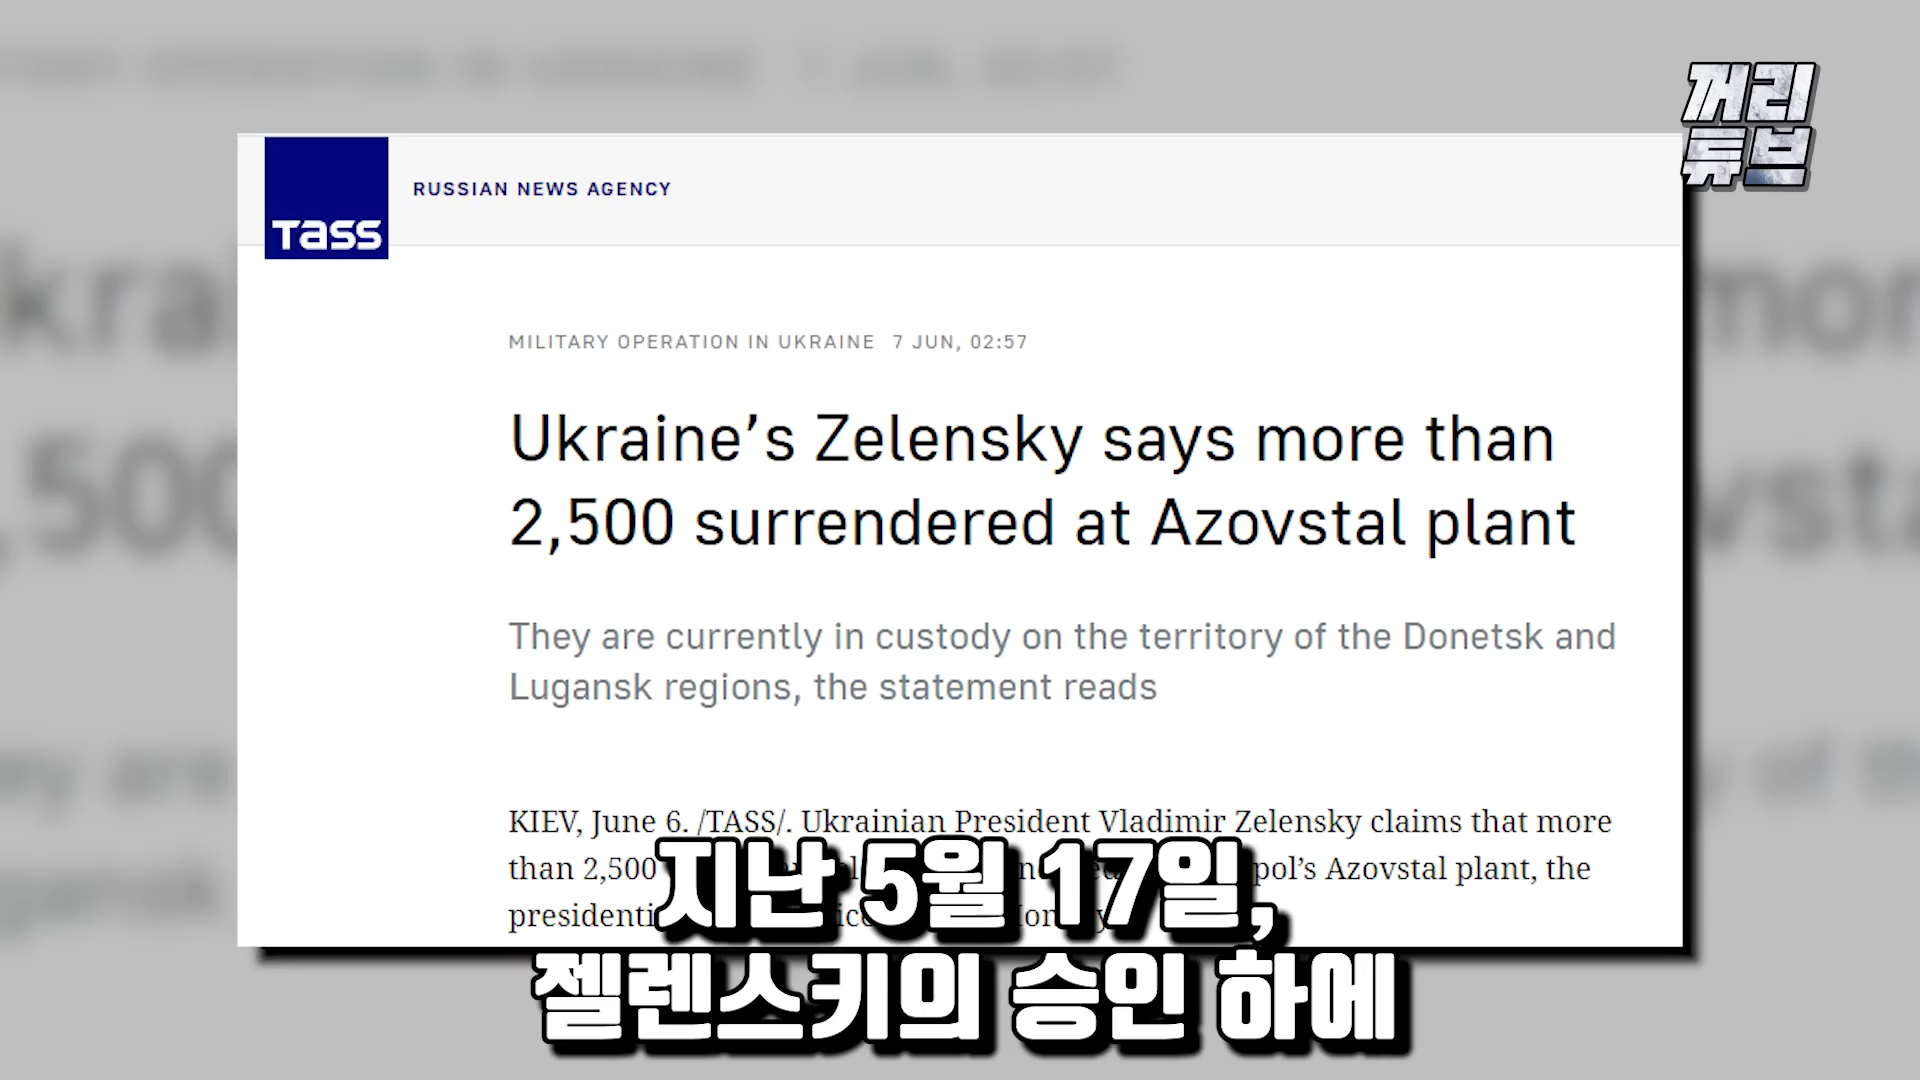 꺼리
튜브
TASS
RUSSIAN NEWS AGENCY
MILITARY OPERATION IN UKRAINE 7 JUN, 02:57
Ukraine’s Zelensky says more than
2,500 surrendered at Azovstal plant
They are currently in custody on the territory of the Donetsk and
Lugansk regions, the statement reads
KIEV, June 6. /TASS/. Ukrainian President Vladimir Zelensky claims that more
than 2,500 Azovstal plant, the
지난 5월 17일,
젤렌스키의 승인 하에